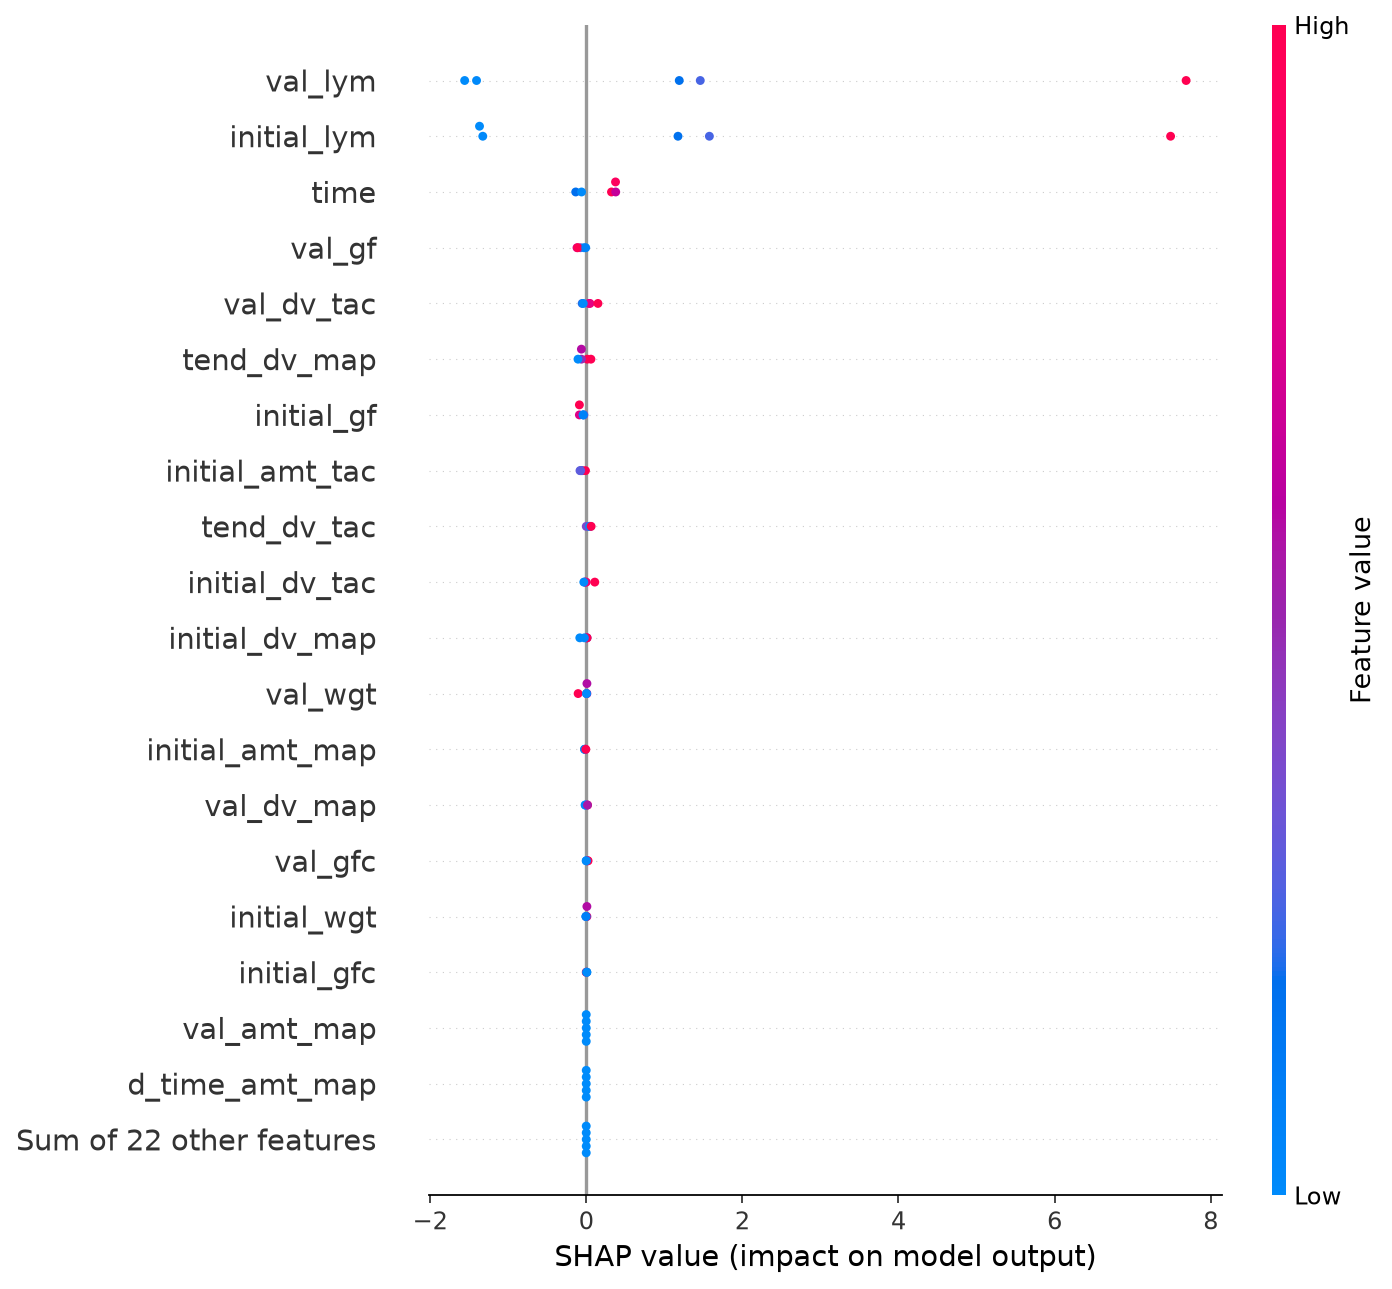 High
val_lym
initial_lym
time
val_gf
val_dv_tac
tend_dv_map
initial_gf
initial_amt_tac
tend_dv_tac
initial_dv_tac
initial_dv_map
val_wgt
initial_amt_map
val_dv_map
val_gfc
initial_wgt
initial_gfc
val_amt_map
d_time_amt_map
Sum of 22 other features
Feature value
Low
−2 0 2 4 6 8
SHAP value (impact on model output)